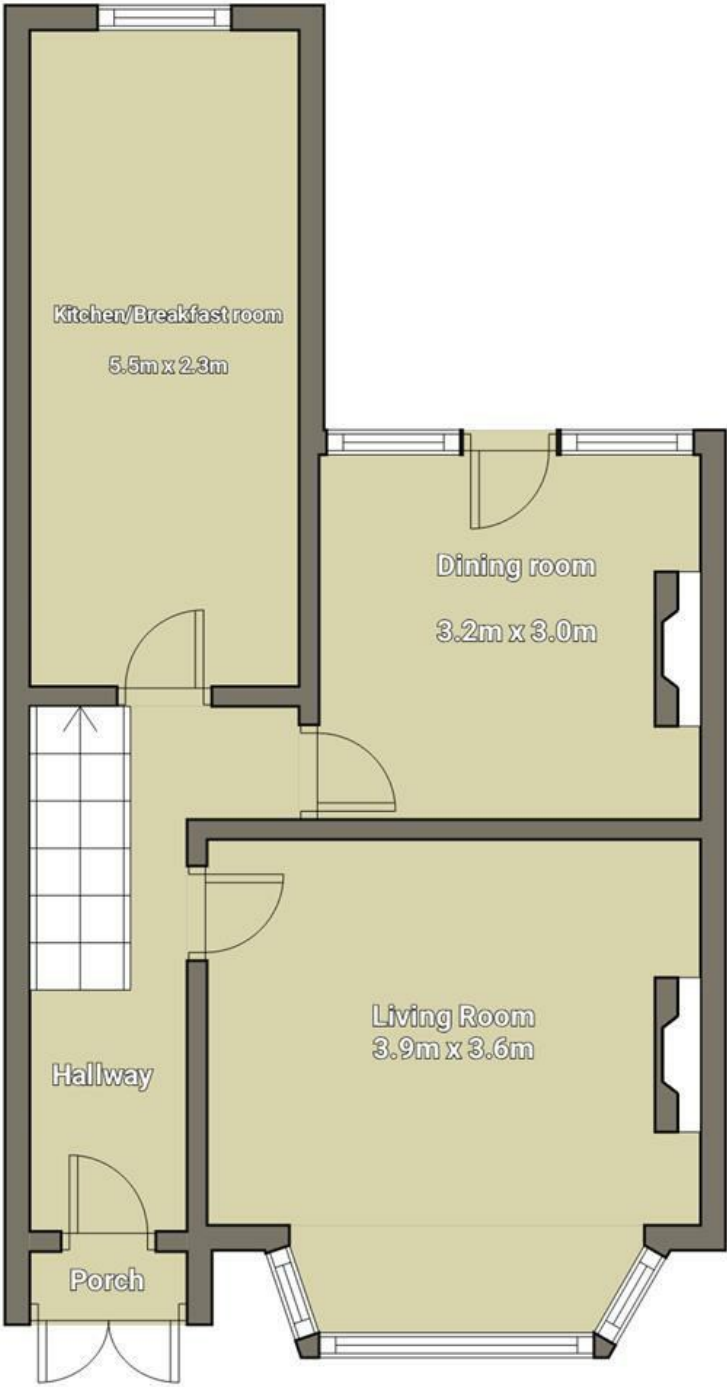 Kitchen/Breakfast room
5.5m x 2.3m
Dining room
3.2m x 3.0m
Living Room
3.9m x 3.6m
Hallway
Porch